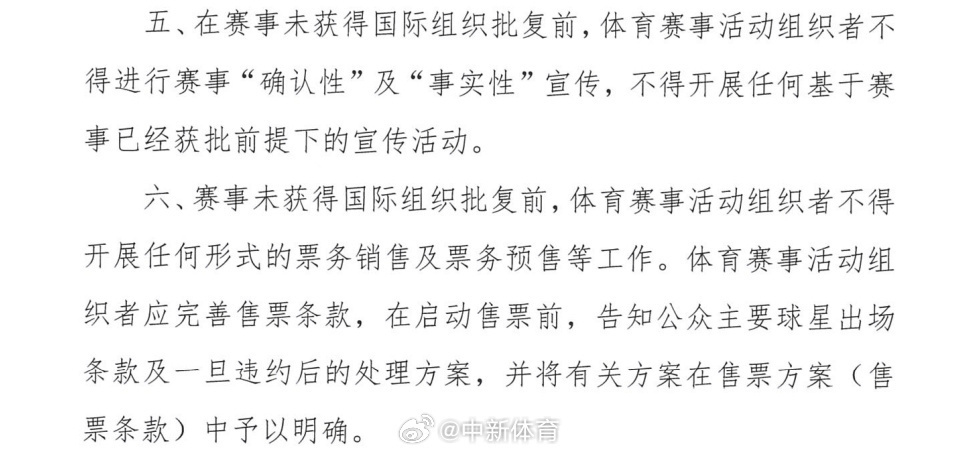 五、在赛事未获得国际组织批复前，体育赛事活动组织者不
得进行赛事“确认性”及“事实性”宣传，不得开展任何基于赛
事已经获批前提下的宣传活动。
六、赛事未获得国际组织批复前，体育赛事活动组织者不得
开展任何形式的票务销售及票务预售等工作。体育赛事活动组
织者应完善售票条款，在启动售票前，告知公众主要球星出场
条款及一旦违约后的处理方案，并将有关方案在售票方案（售
票条款）中予以明确。
@中新体育